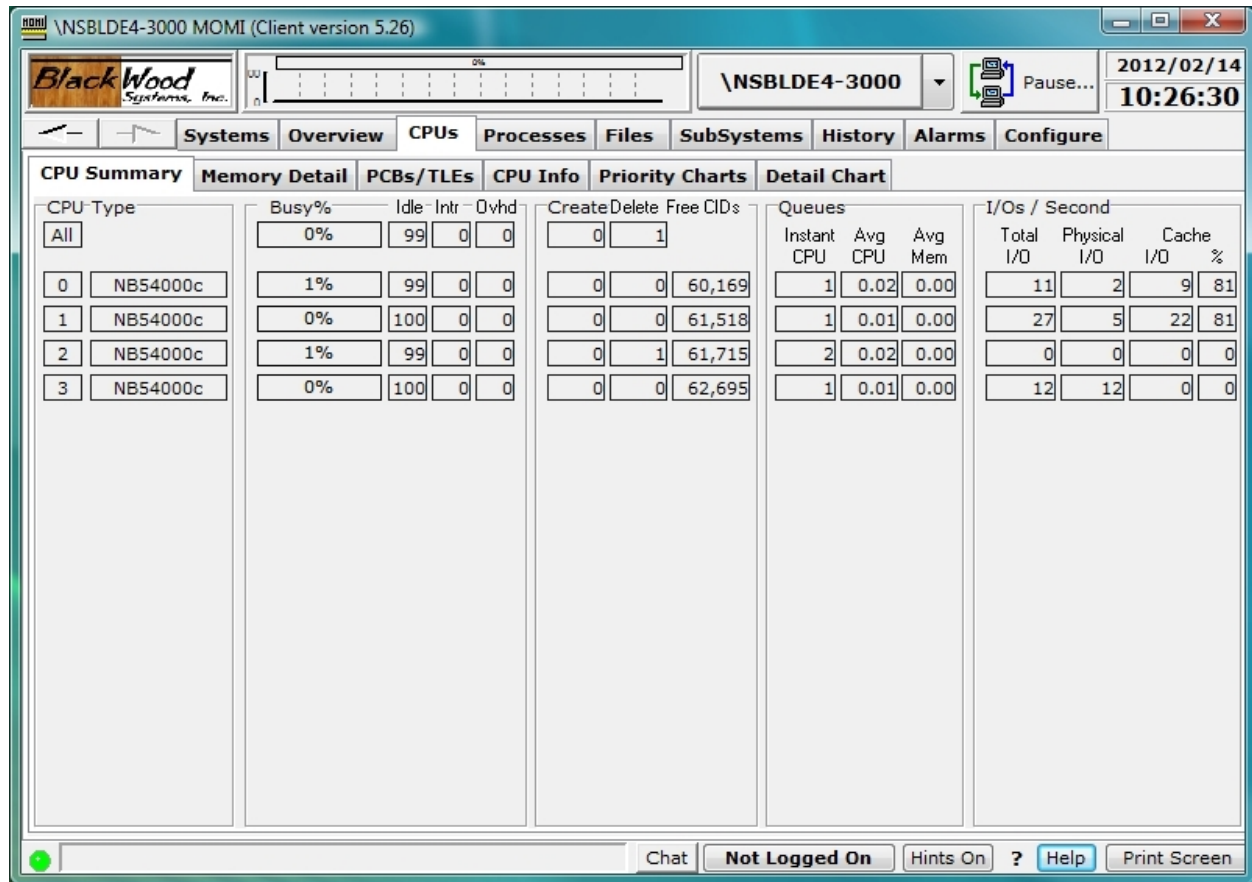 MOMI \NSBLDE4-3000 MOMI (Client version 5.26)
BlackWood Systems, Inc. 0% \NSBLDE4-3000 Pause... 2012/02/14
0 10:26:30
Systems Overview CPUs Processes Files SubSystems History Alarms Configure
CPU Summary Memory Detail PCBs/TLEs CPU Info Priority Charts Detail Chart
CPU Type Busy% Idle Intr Ovhd Create Delete Free CIDs Queues I/Os / Second
All 0% 99 0 0 0 1 Instant Avg Avg Total Physical Cache
CPU CPU Mem I/O I/O I/O %
0 NB54000c 1% 99 0 0 0 0 60,169 1 0.02 0.00 11 2 9 81
1 NB54000c 0% 100 0 0 0 0 61,518 1 0.01 0.00 27 5 22 81
2 NB54000c 1% 99 0 0 0 1 61,715 2 0.02 0.00 0 0 0 0
3 NB54000c 0% 100 0 0 0 0 62,695 1 0.01 0.00 12 12 0 0
Chat Not Logged On Hints On ? Help Print Screen